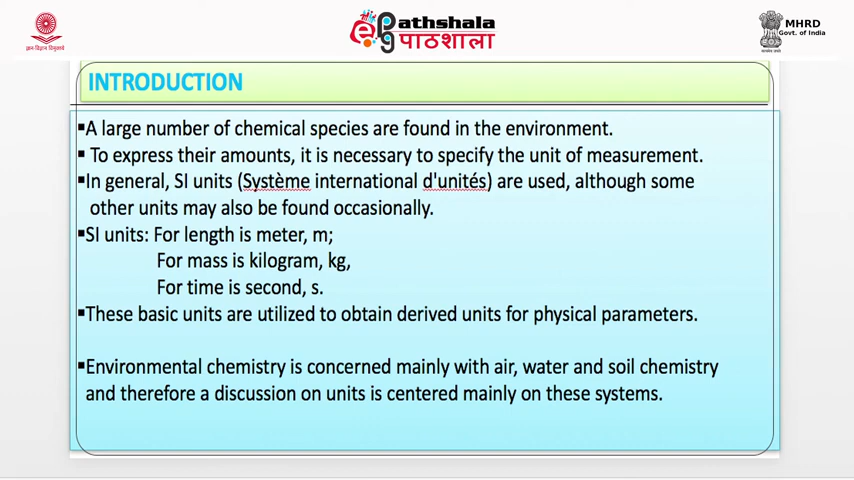 Pathshala
पाठशाला
MHRD
Govt. of India
INTRODUCTION
▪A large number of chemical species are found in the environment.
▪ To express their amounts, it is necessary to specify the unit of measurement.
▪In general, SI units (Système international d'unités) are used, although some
other units may also be found occasionally.
▪SI units: For length is meter, m;
For mass is kilogram, kg,
For time is second, s.
▪These basic units are utilized to obtain derived units for physical parameters.
▪Environmental chemistry is concerned mainly with air, water and soil chemistry
and therefore a discussion on units is centered mainly on these systems.